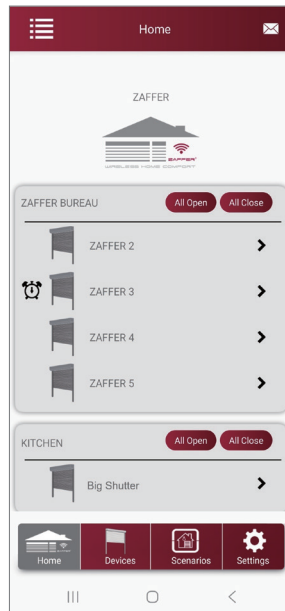 Home
ZAFFER
ZAFFER®
WIRELESS HOME COMFORT
ZAFFER BUREAU All Open All Close
ZAFFER 2
ZAFFER 3
ZAFFER 4
ZAFFER 5
KITCHEN All Open All Close
Big Shutter
Home Devices Scenarios Settings